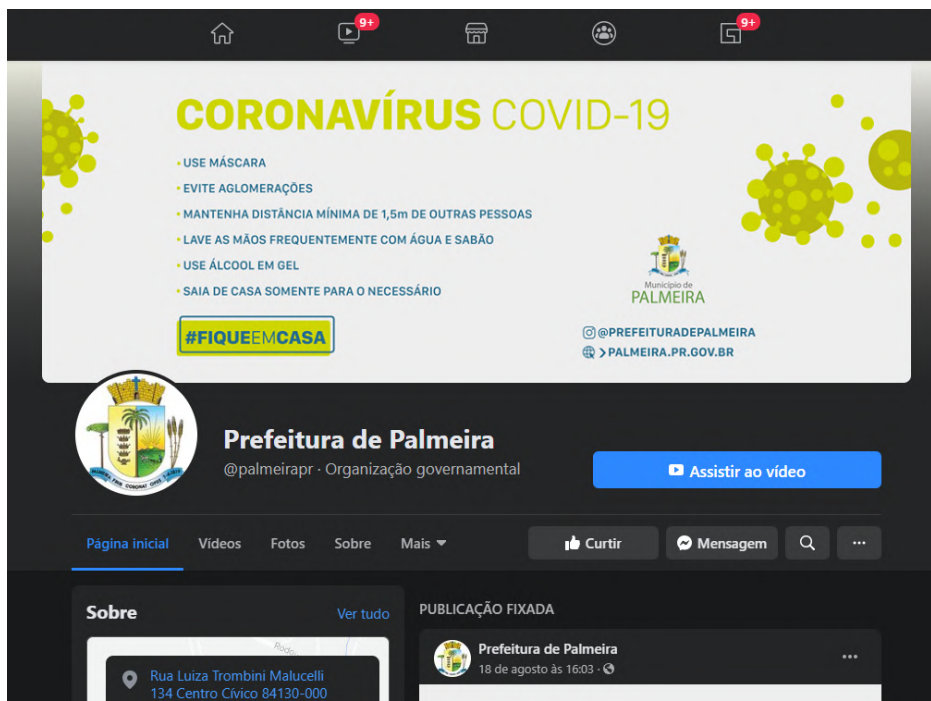 9+
9+
CORONAVÍRUS COVID-19
• USE MÁSCARA
• EVITE AGLOMERAÇÕES
• MANTENHA DISTÂNCIA MÍNIMA DE 1,5m DE OUTRAS PESSOAS
• LAVE AS MÃOS FREQUENTEMENTE COM ÁGUA E SABÃO
• USE ÁLCOOL EM GEL
• SAIA DE CASA SOMENTE PARA O NECESSÁRIO
#FIQUEEMCASA
Município de
PALMEIRA
@PREFEITURADEPALMEIRA
PALMEIRA.PR.GOV.BR
Prefeitura de Palmeira
@palmeirapr · Organização governamental
Assistir ao vídeo
Página inicial
Vídeos
Fotos
Sobre
Mais
Curtir
Mensagem
Sobre
Ver tudo
Rua Luiza Trombini Malucelli
134 Centro Cívico 84130-000
PUBLICAÇÃO FIXADA
Prefeitura de Palmeira
18 de agosto às 16:03 ·